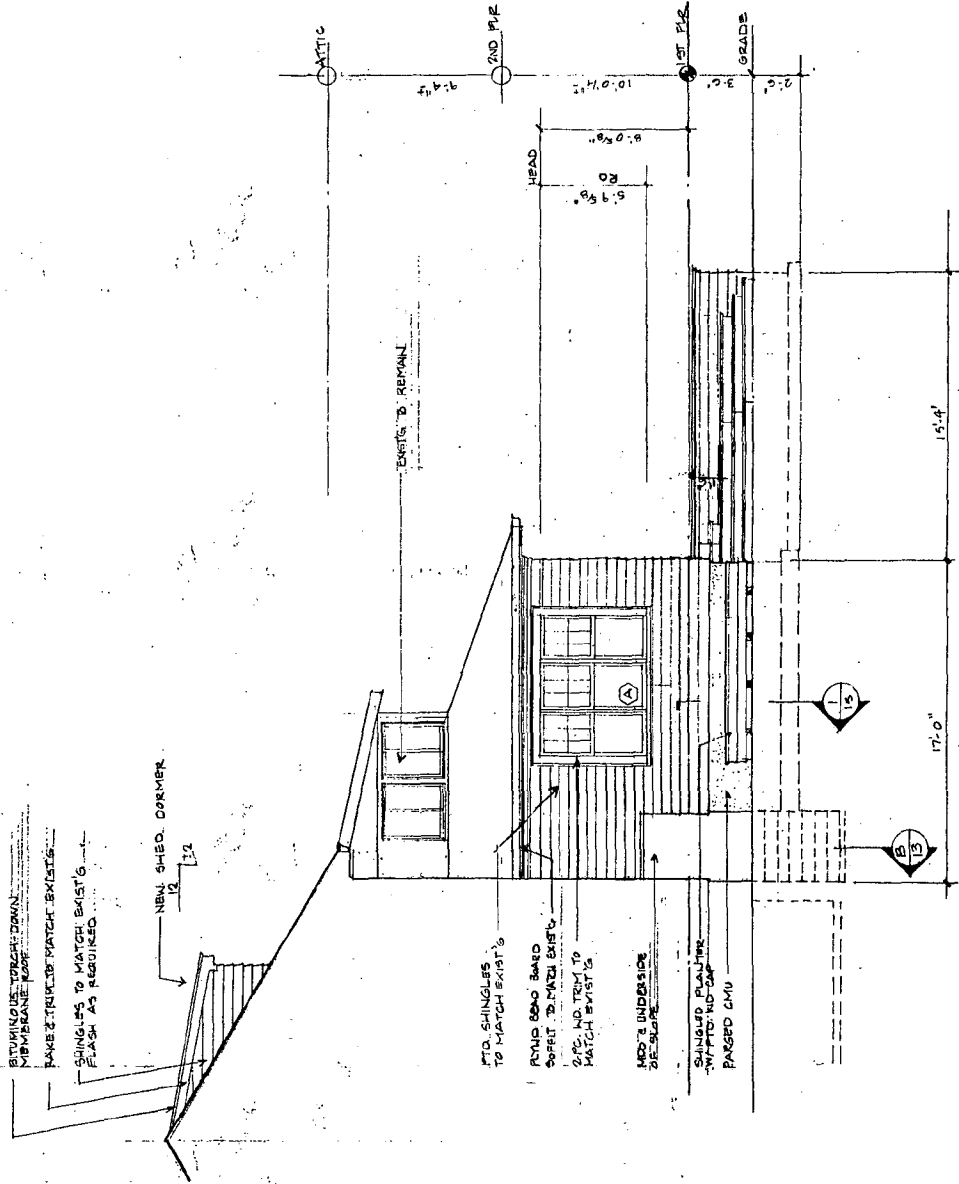 BITUMINOUS TORCH DOWN
MEMBRANE ROOF
RAKE & TRIM TO MATCH EXIST'G
SHINGLES TO MATCH EXIST'G
FLASH AS REQUIRED
NEW SHED DORMER
12
EXIST'G TO REMAIN
PTD. SHINGLES
TO MATCH EXIST'G
PLYWD BEAD BOARD
SOFFIT TO MATCH EXIST'G
2-PC. WD. TRIM TO
MATCH EXIST'G
UNDERSIDE
OF SLOPE
SHINGLED PLANTER
W/ PTD. WD CAP
PARGED CMU
A
1
15
B
13
17'-0"
15'-4"
ATTIC
9'-4"±
2ND FLR
10'-0 1/4"±
1ST FLR
3'-6"
GRADE
2'-6"
HEAD
8'-0 5/8"
5'-9 5/8"
RO